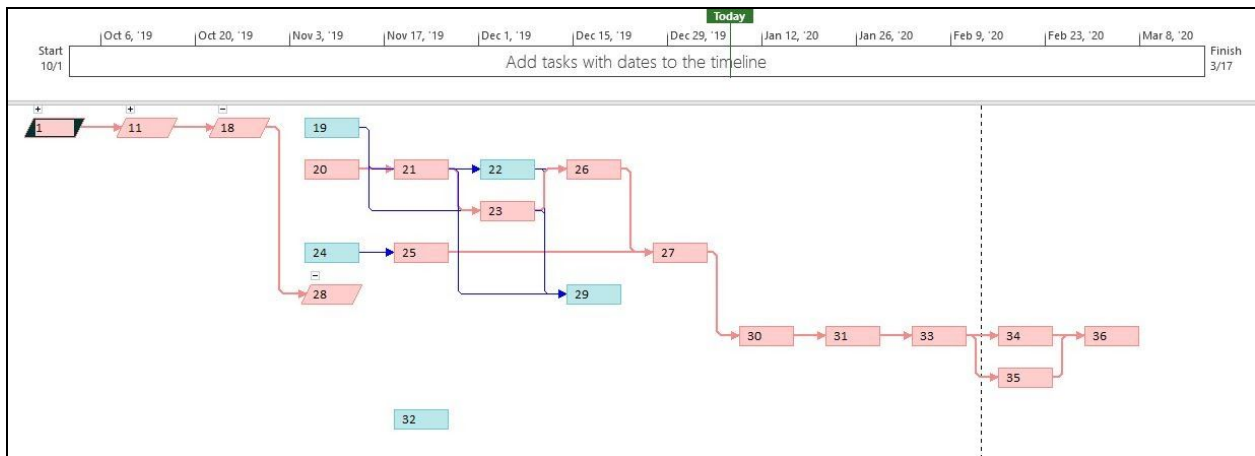 Today
Oct 6, '19 Oct 20, '19 Nov 3, '19 Nov 17, '19 Dec 1, '19 Dec 15, '19 Dec 29, '19 Jan 12, '20 Jan 26, '20 Feb 9, '20 Feb 23, '20 Mar 8, '20
Start Finish
Add tasks with dates to the timeline
10/1 3/17
1 11 18 19
20 21 22 26
23
24 25 27
28 29
30 31 33 34 36
35
32